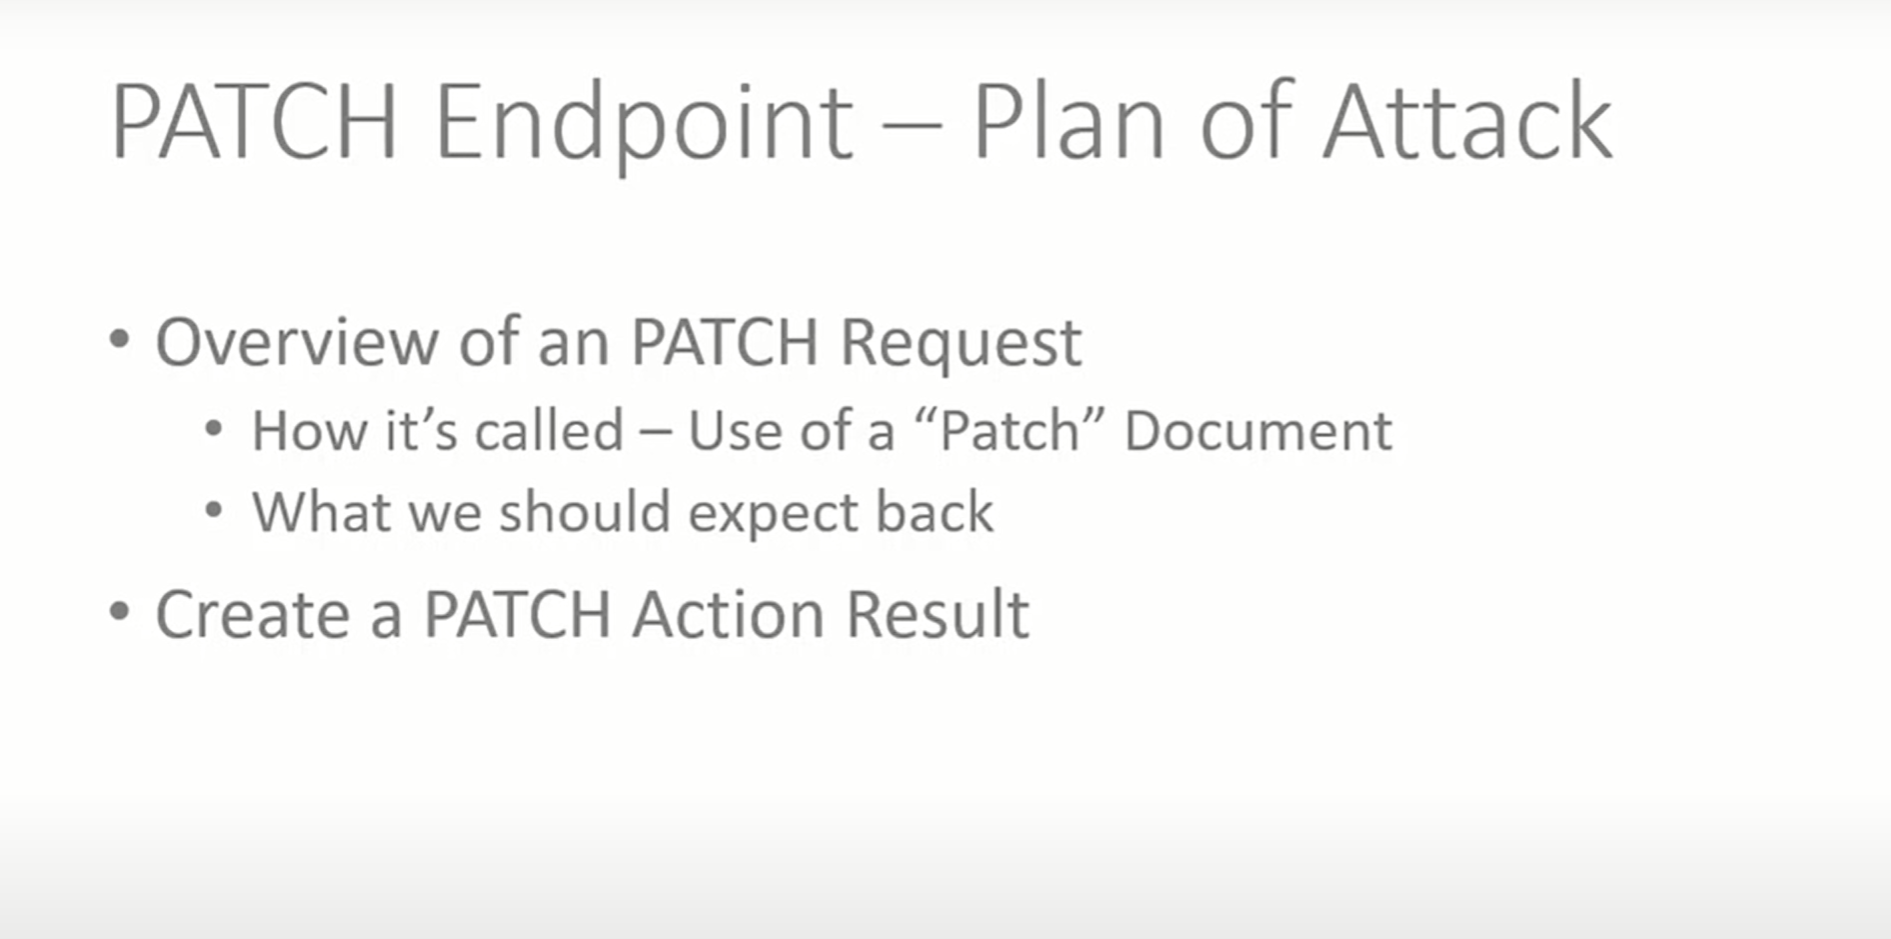 PATCH Endpoint – Plan of Attack
• Overview of an PATCH Request
• How it’s called – Use of a “Patch” Document
• What we should expect back
• Create a PATCH Action Result